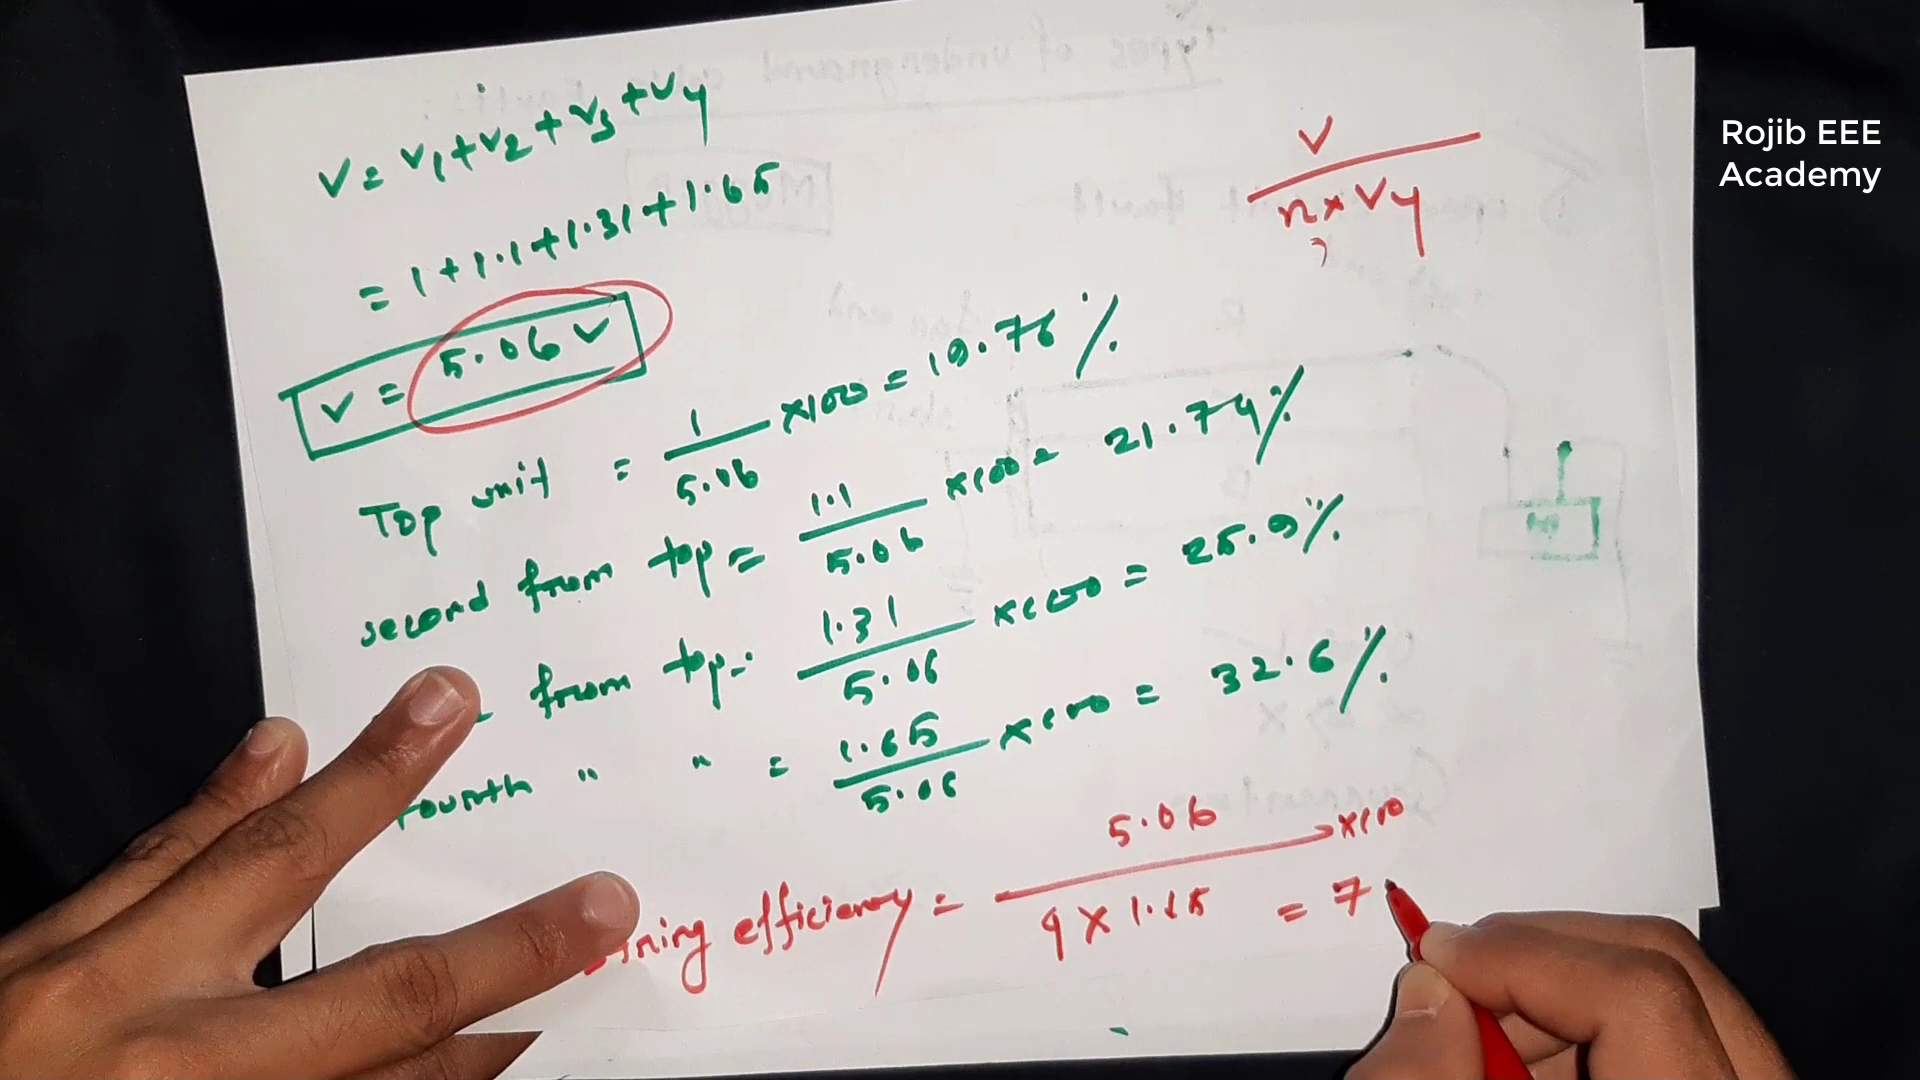 V = V1 + V2 + V3 + V4
= 1 + 1.1 + 1.31 + 1.65
V = 5.06 V
V
n × V4
Rojib EEE
Academy
Top unit = 1 / 5.06 × 100 = 19.76 %
second from top = 1.1 / 5.06 × 100 = 21.74 %
from top = 1.31 / 5.06 × 100 = 25.9 %
Fourth " " = 1.65 / 5.06 × 100 = 32.6 %
efficiency = 5.06 / 4 × 1.65 × 100 = 7